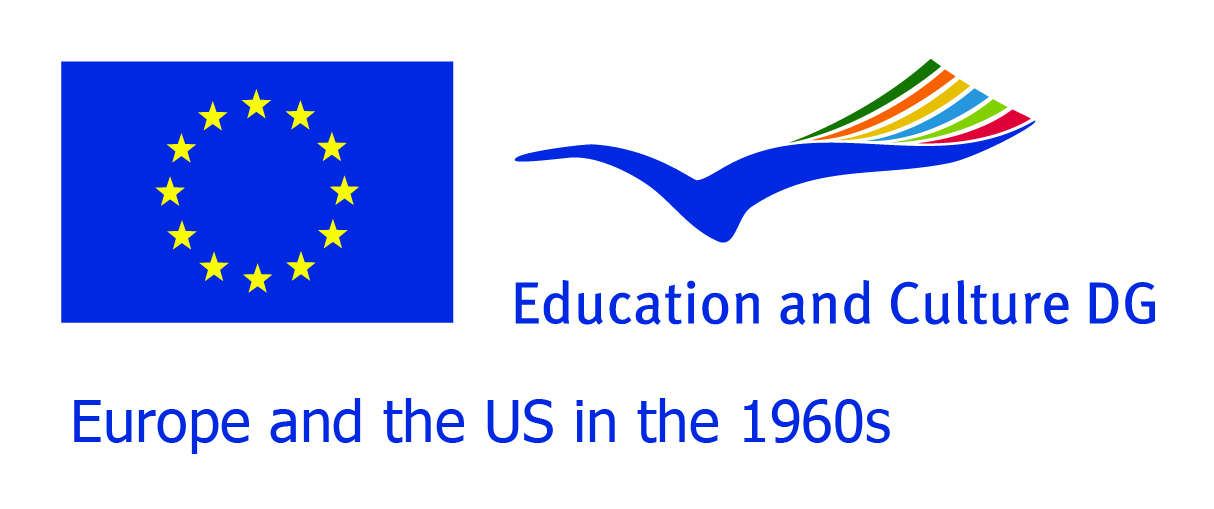 Education and Culture DG
Europe and the US in the 1960s